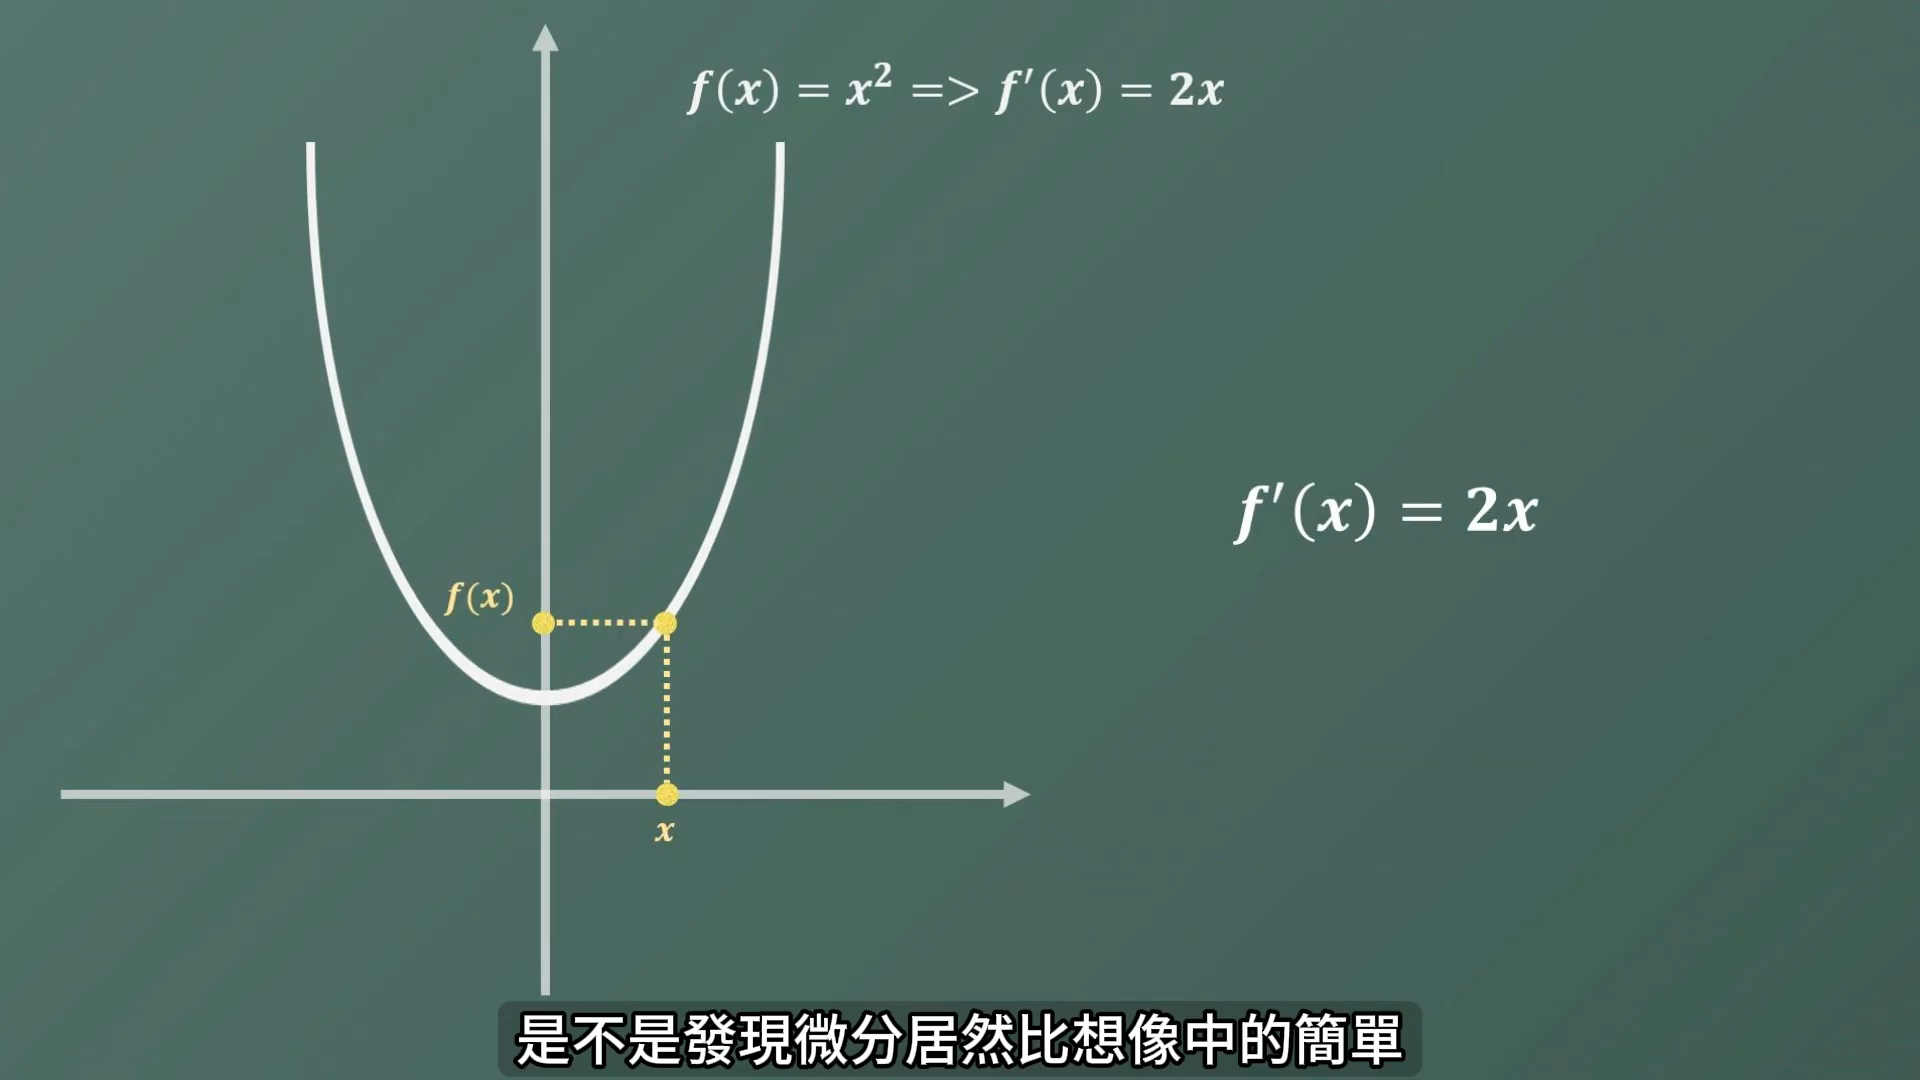 f(x) = x² => f′(x) = 2x
f′(x) = 2x
f(x)
x
是不是發現微分居然比想像中的簡單